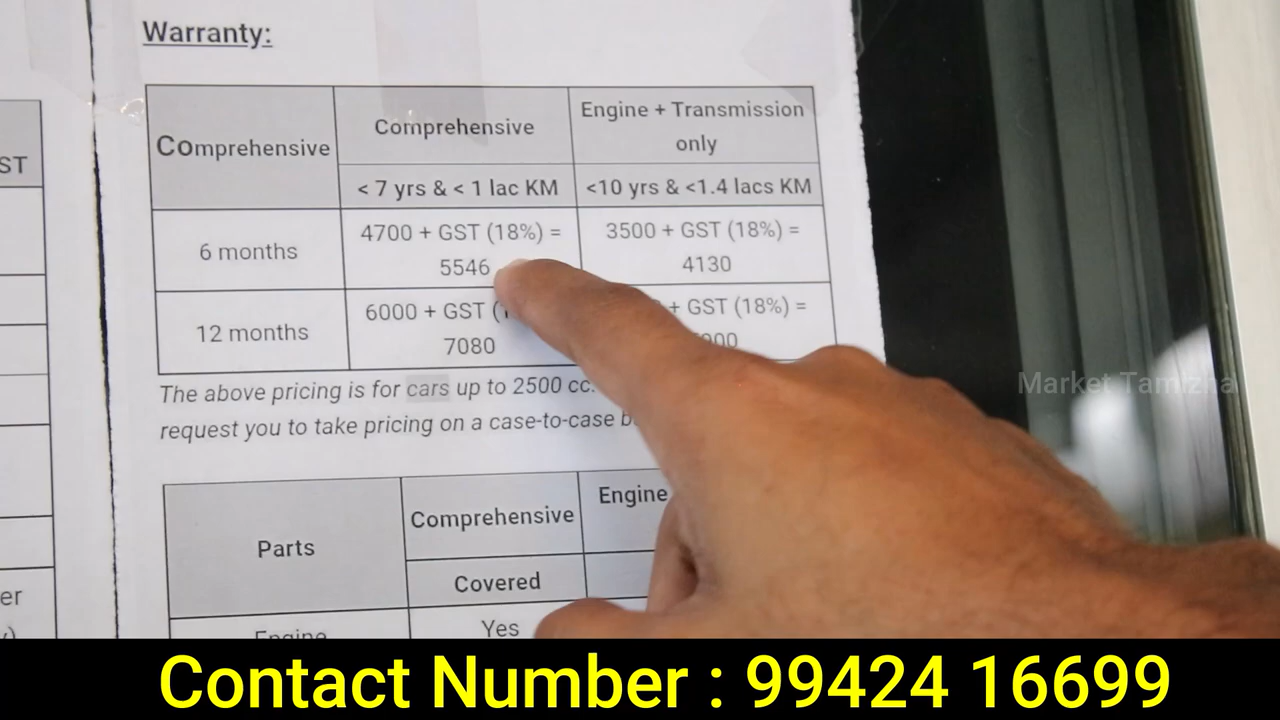 Warranty:
ST
Comprehensive
Comprehensive
Engine + Transmission
only
< 7 yrs & < 1 lac KM
<10 yrs & <1.4 lacs KM
6 months
4700 + GST (18%) =
5546
3500 + GST (18%) =
4130
12 months
6000 + GST (
7080
+ GST (18%) =
The above pricing is for cars up to 2500 cc.
request you to take pricing on a case-to-case
Parts
Comprehensive
Engine
Covered
Engine
Yes
er
Market Tamizha
Contact Number : 99424 16699